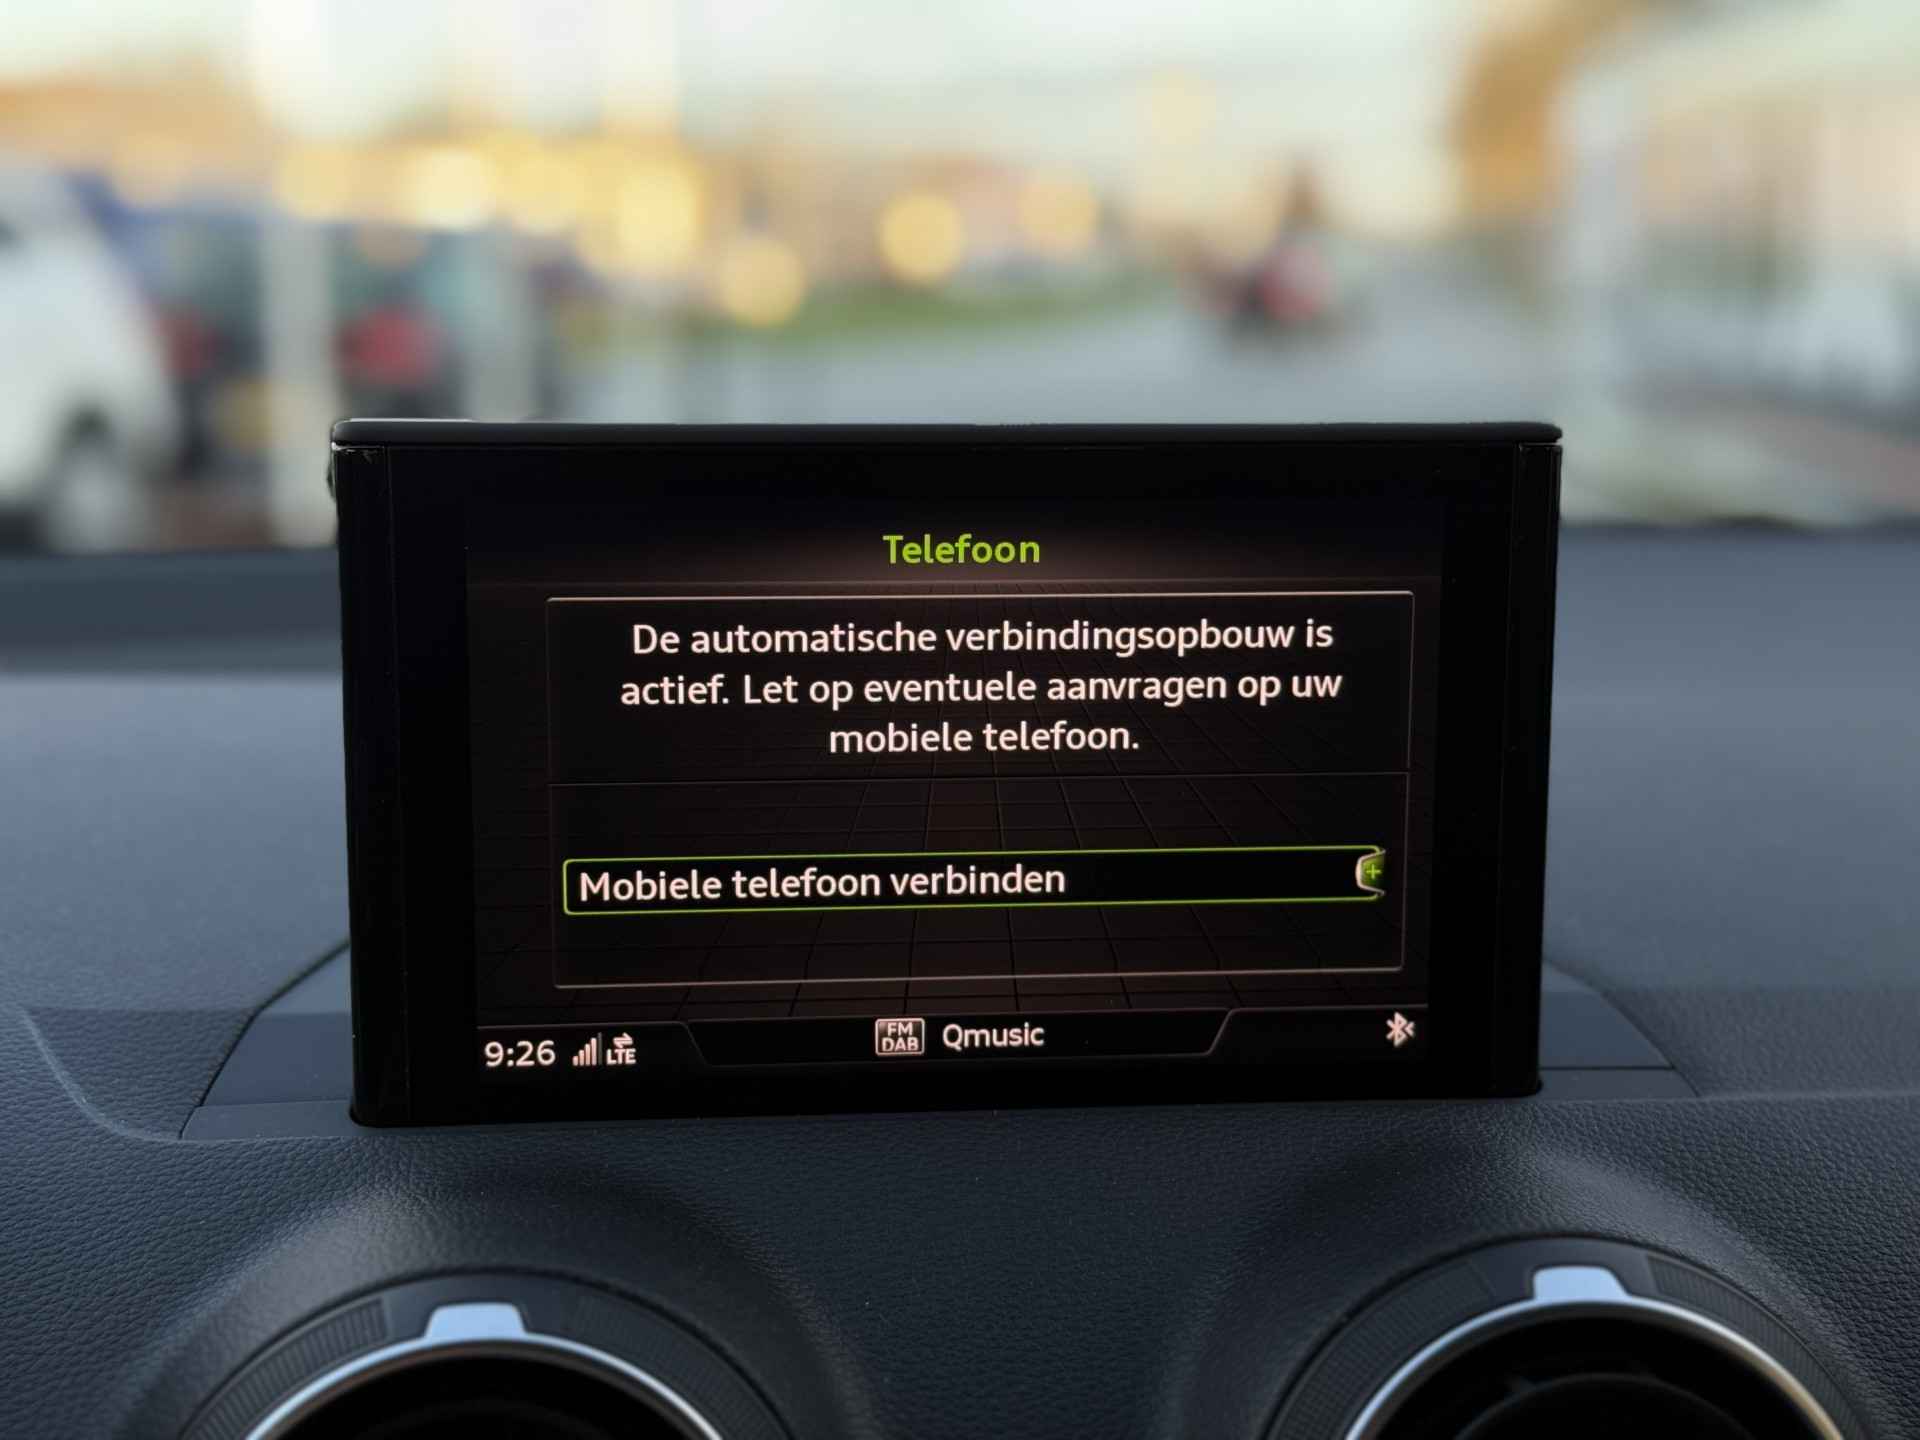 Telefoon
De automatische verbindingsopbouw is
actief. Let op eventuele aanvragen op uw
mobiele telefoon.
Mobiele telefoon verbinden
9:26 LTE FM DAB Qmusic